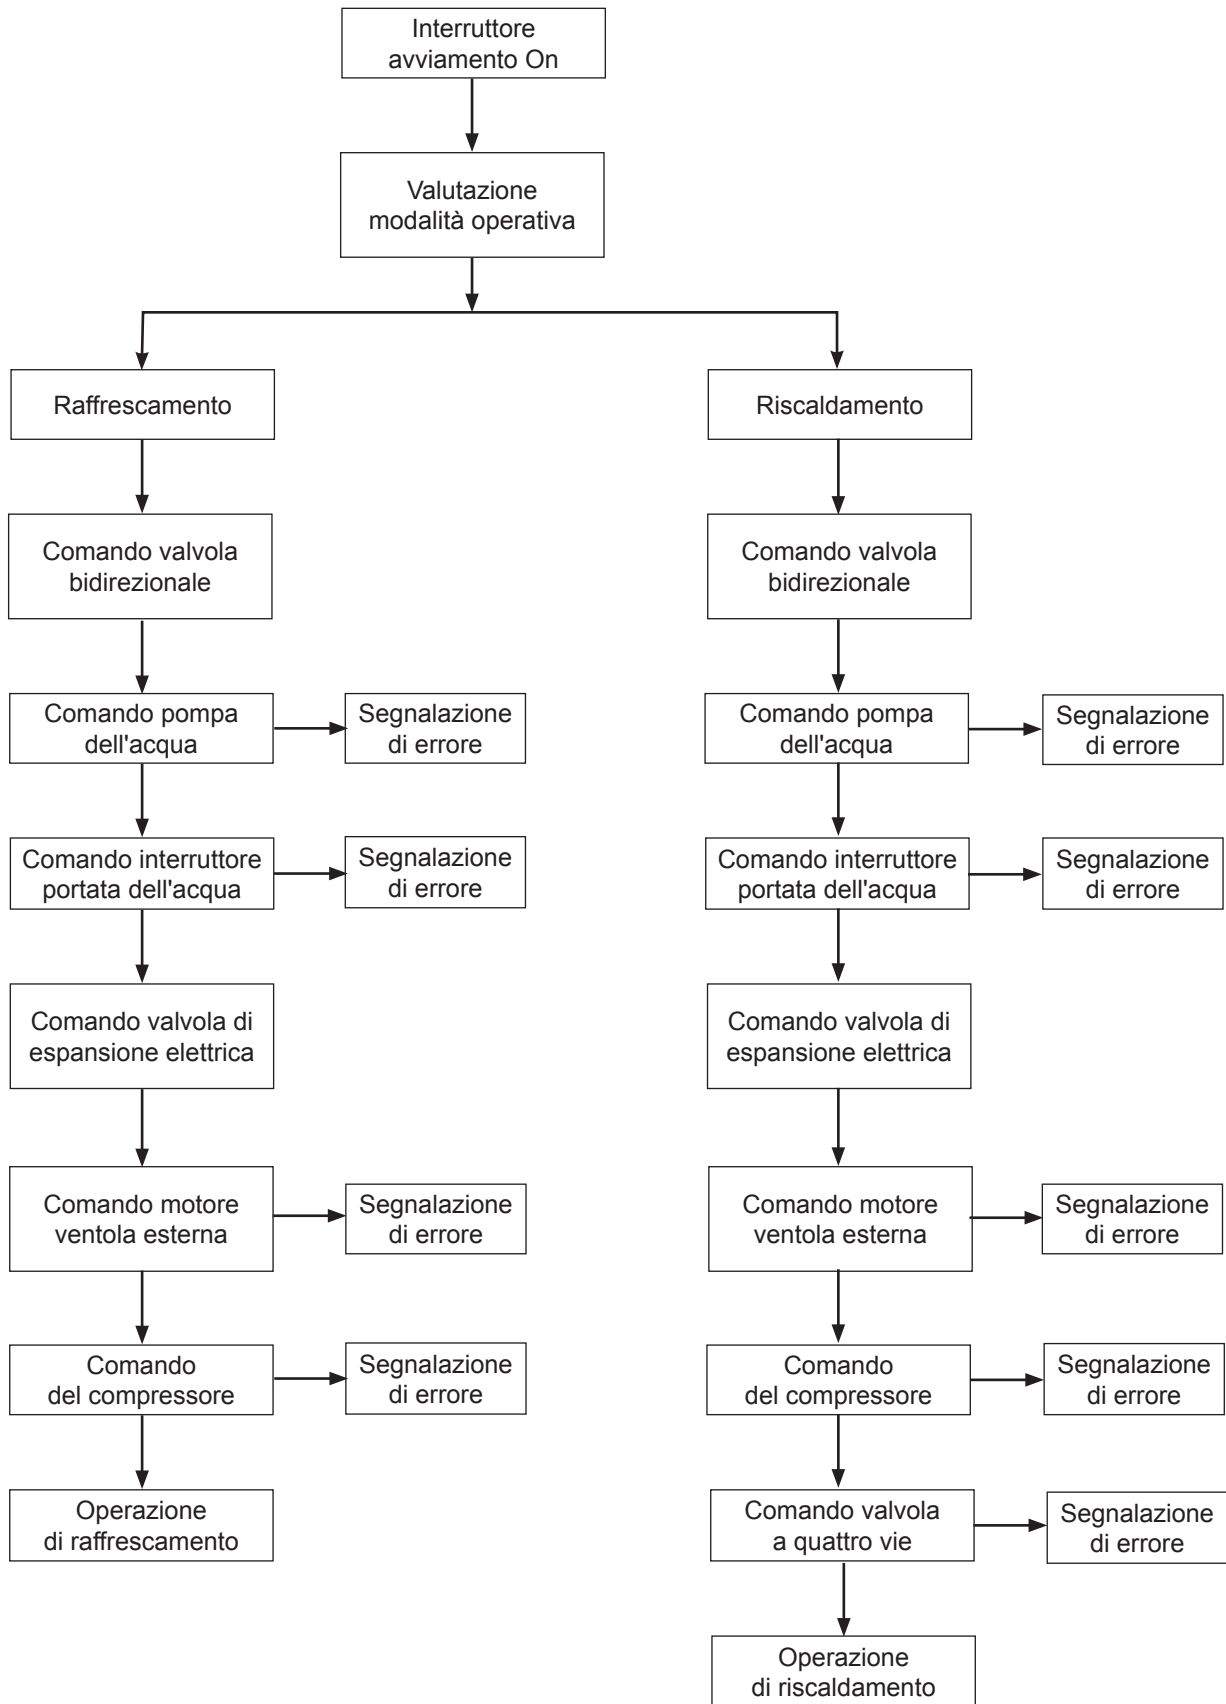 Interruttore
avviamento On
Valutazione
modalità operativa
Raffrescamento
Riscaldamento
Comando valvola
bidirezionale
Comando valvola
bidirezionale
Comando pompa
dell'acqua
Segnalazione
di errore
Comando pompa
dell'acqua
Segnalazione
di errore
Comando interruttore
portata dell'acqua
Segnalazione
di errore
Comando interruttore
portata dell'acqua
Segnalazione
di errore
Comando valvola di
espansione elettrica
Comando valvola di
espansione elettrica
Comando motore
ventola esterna
Segnalazione
di errore
Comando motore
ventola esterna
Segnalazione
di errore
Comando
del compressore
Segnalazione
di errore
Comando
del compressore
Segnalazione
di errore
Operazione
di raffrescamento
Comando valvola
a quattro vie
Segnalazione
di errore
Operazione
di riscaldamento